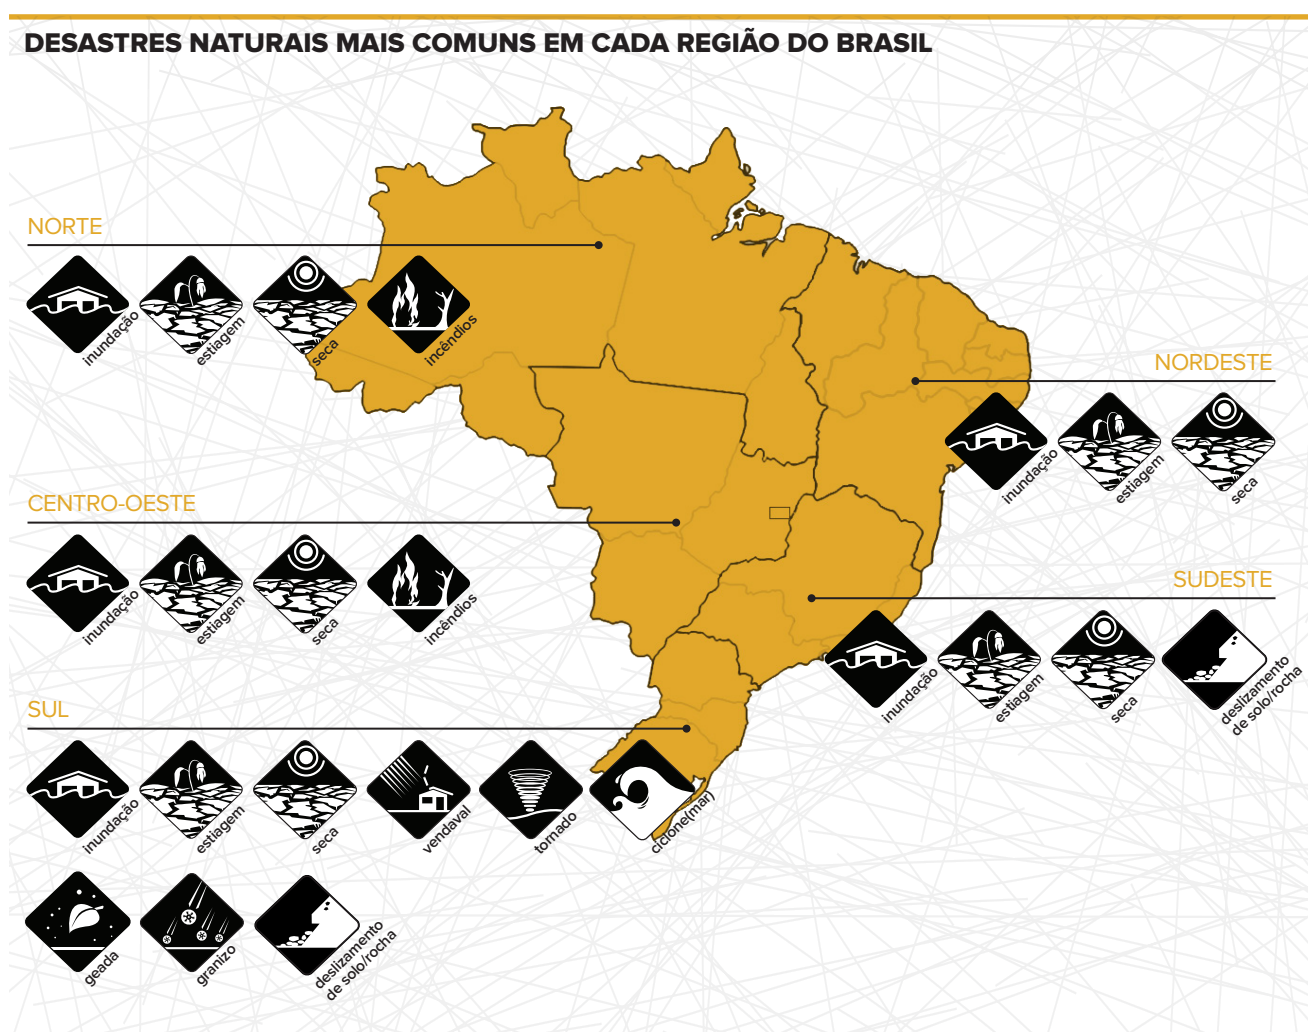 DESASTRES NATURAIS MAIS COMUNS EM CADA REGIÃO DO BRASIL
NORTE
inundação
estiagem
seca
incêndios
NORDESTE
inundação
estiagem
seca
CENTRO-OESTE
inundação
estiagem
seca
incêndios
SUDESTE
inundação
estiagem
seca
deslizamento
de solo/rocha
SUL
inundação
estiagem
seca
vendaval
tornado
ciclone(mar)
geada
granizo
deslizamento
de solo/rocha